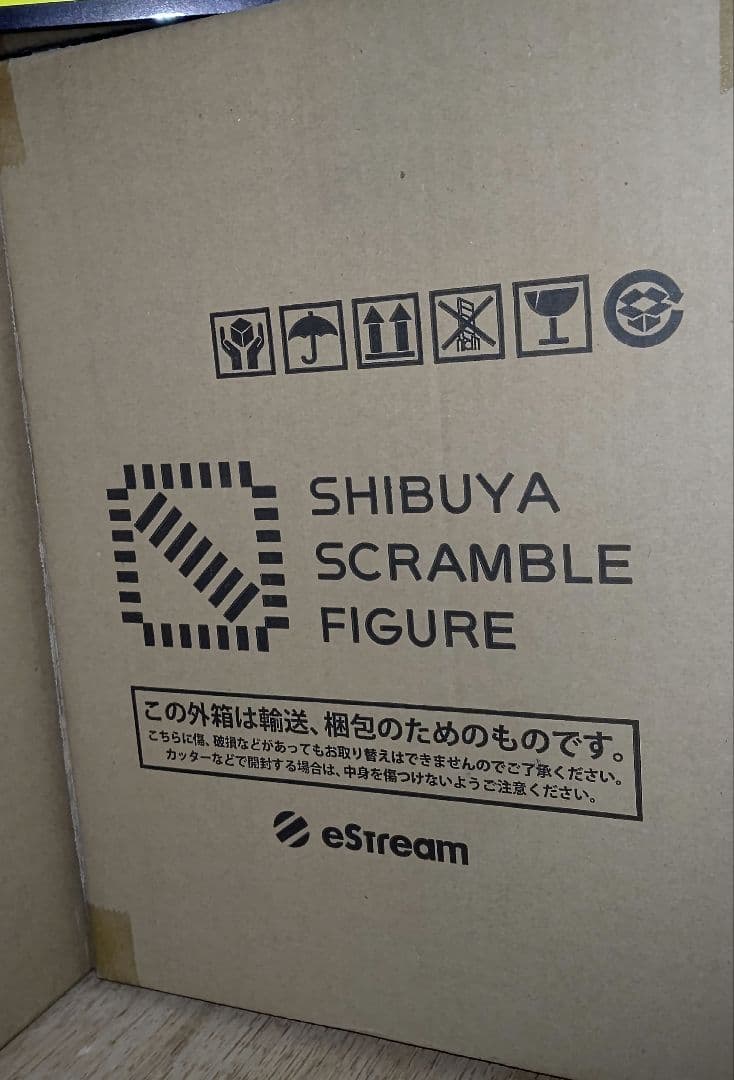 SHIBUYA
SCRAMBLE
FIGURE
この外箱は輸送、梱包のためのものです。
こちらに傷、破損などがあってもお取り替えはできませんのでご了承ください。
カッターなどで開封する場合は、中身を傷つけないようご注意ください。
eStream